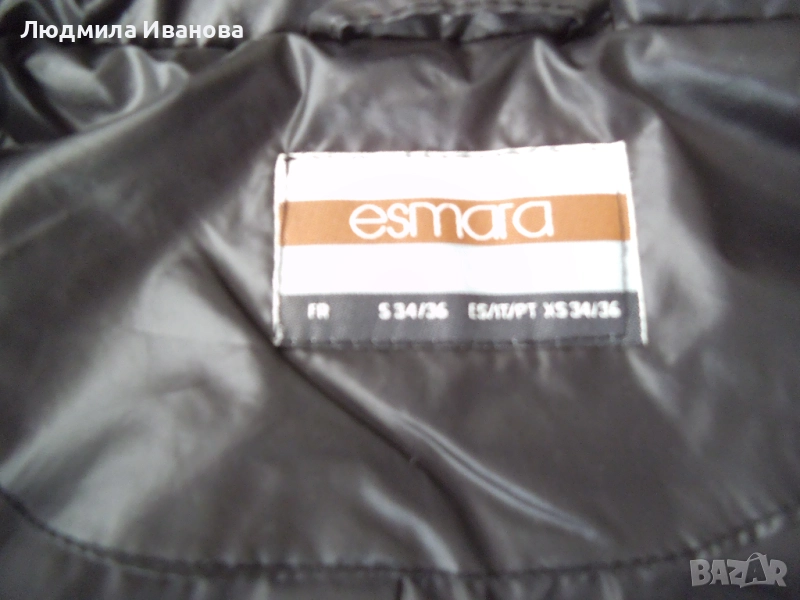 Людмила Иванова
esmara
FR S 34/36 ES/IT/PT XS 34/36
BAZAR